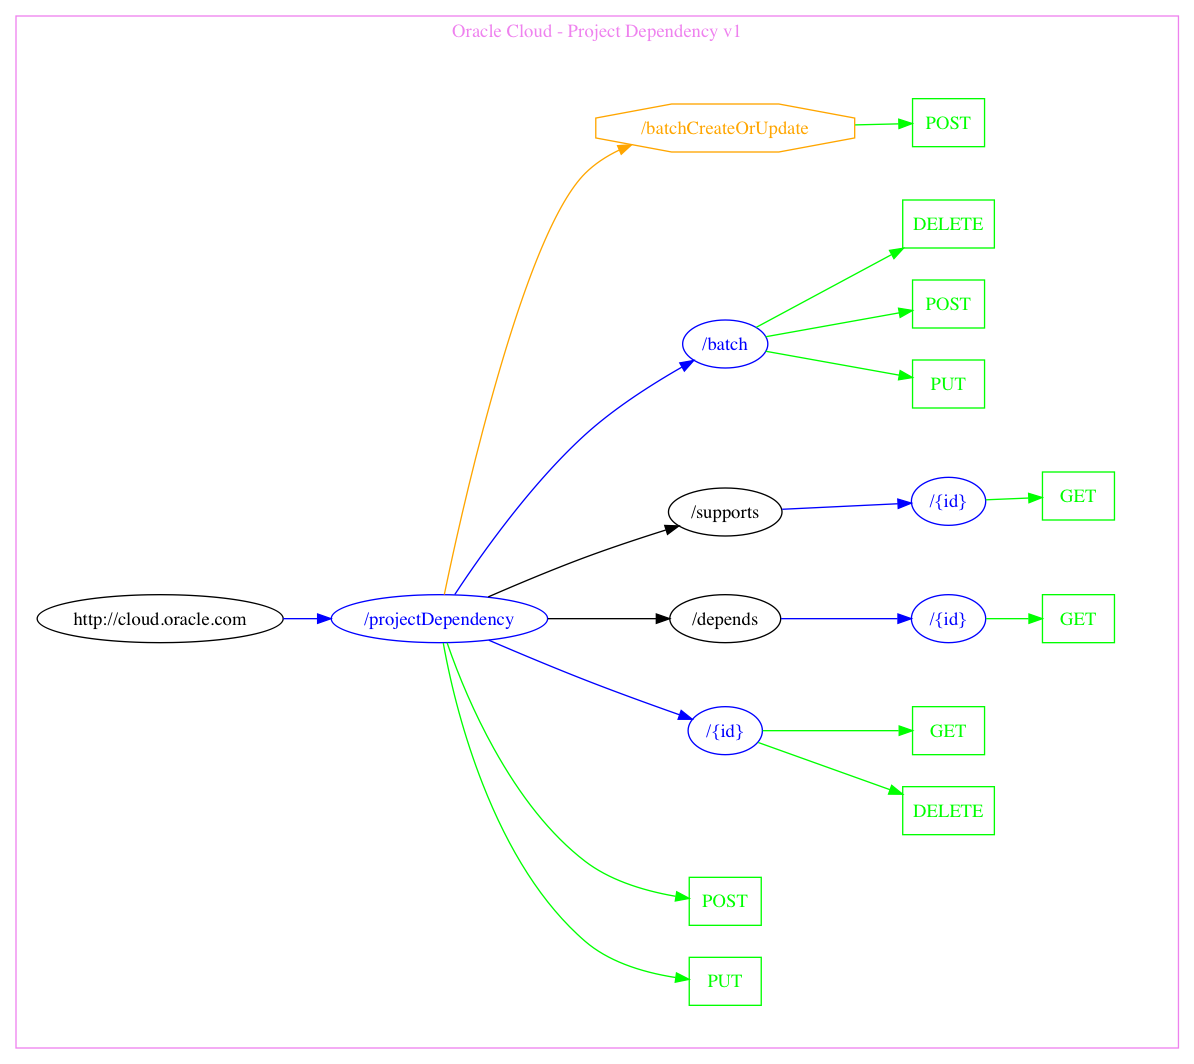 Oracle Cloud - Project Dependency v1
/batchCreateOrUpdate
POST
DELETE
/batch
POST
PUT
/supports
/{id}
GET
http://cloud.oracle.com
/projectDependency
/depends
/{id}
GET
/{id}
GET
DELETE
POST
PUT